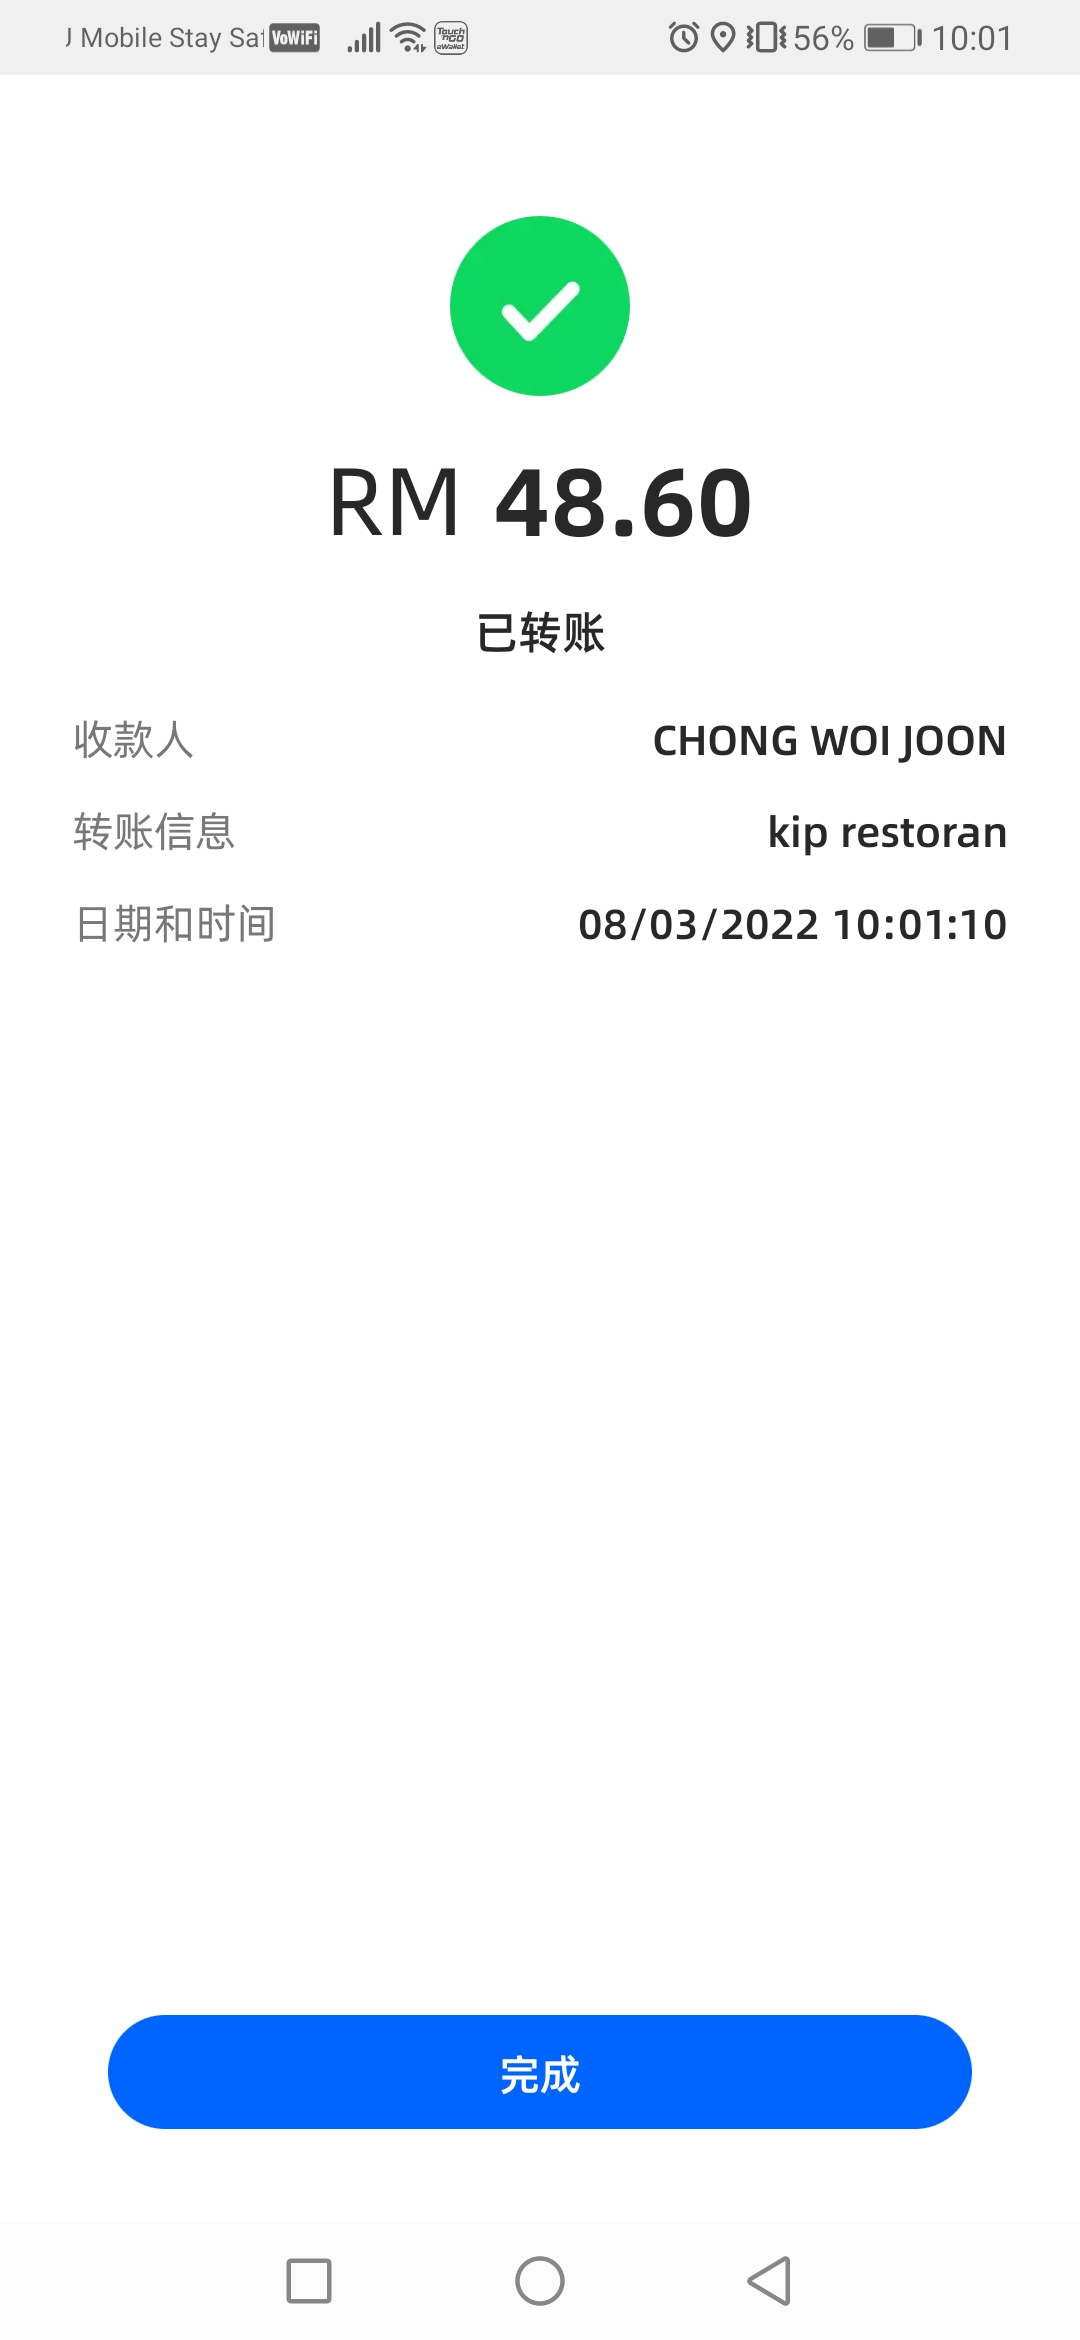 U Mobile Stay Saf VoWiFi Touch 'n GO eWallet 56% 10:01
RM 48.60
已转账
收款人 CHONG WOI JOON
转账信息 kip restoran
日期和时间 08/03/2022 10:01:10
完成